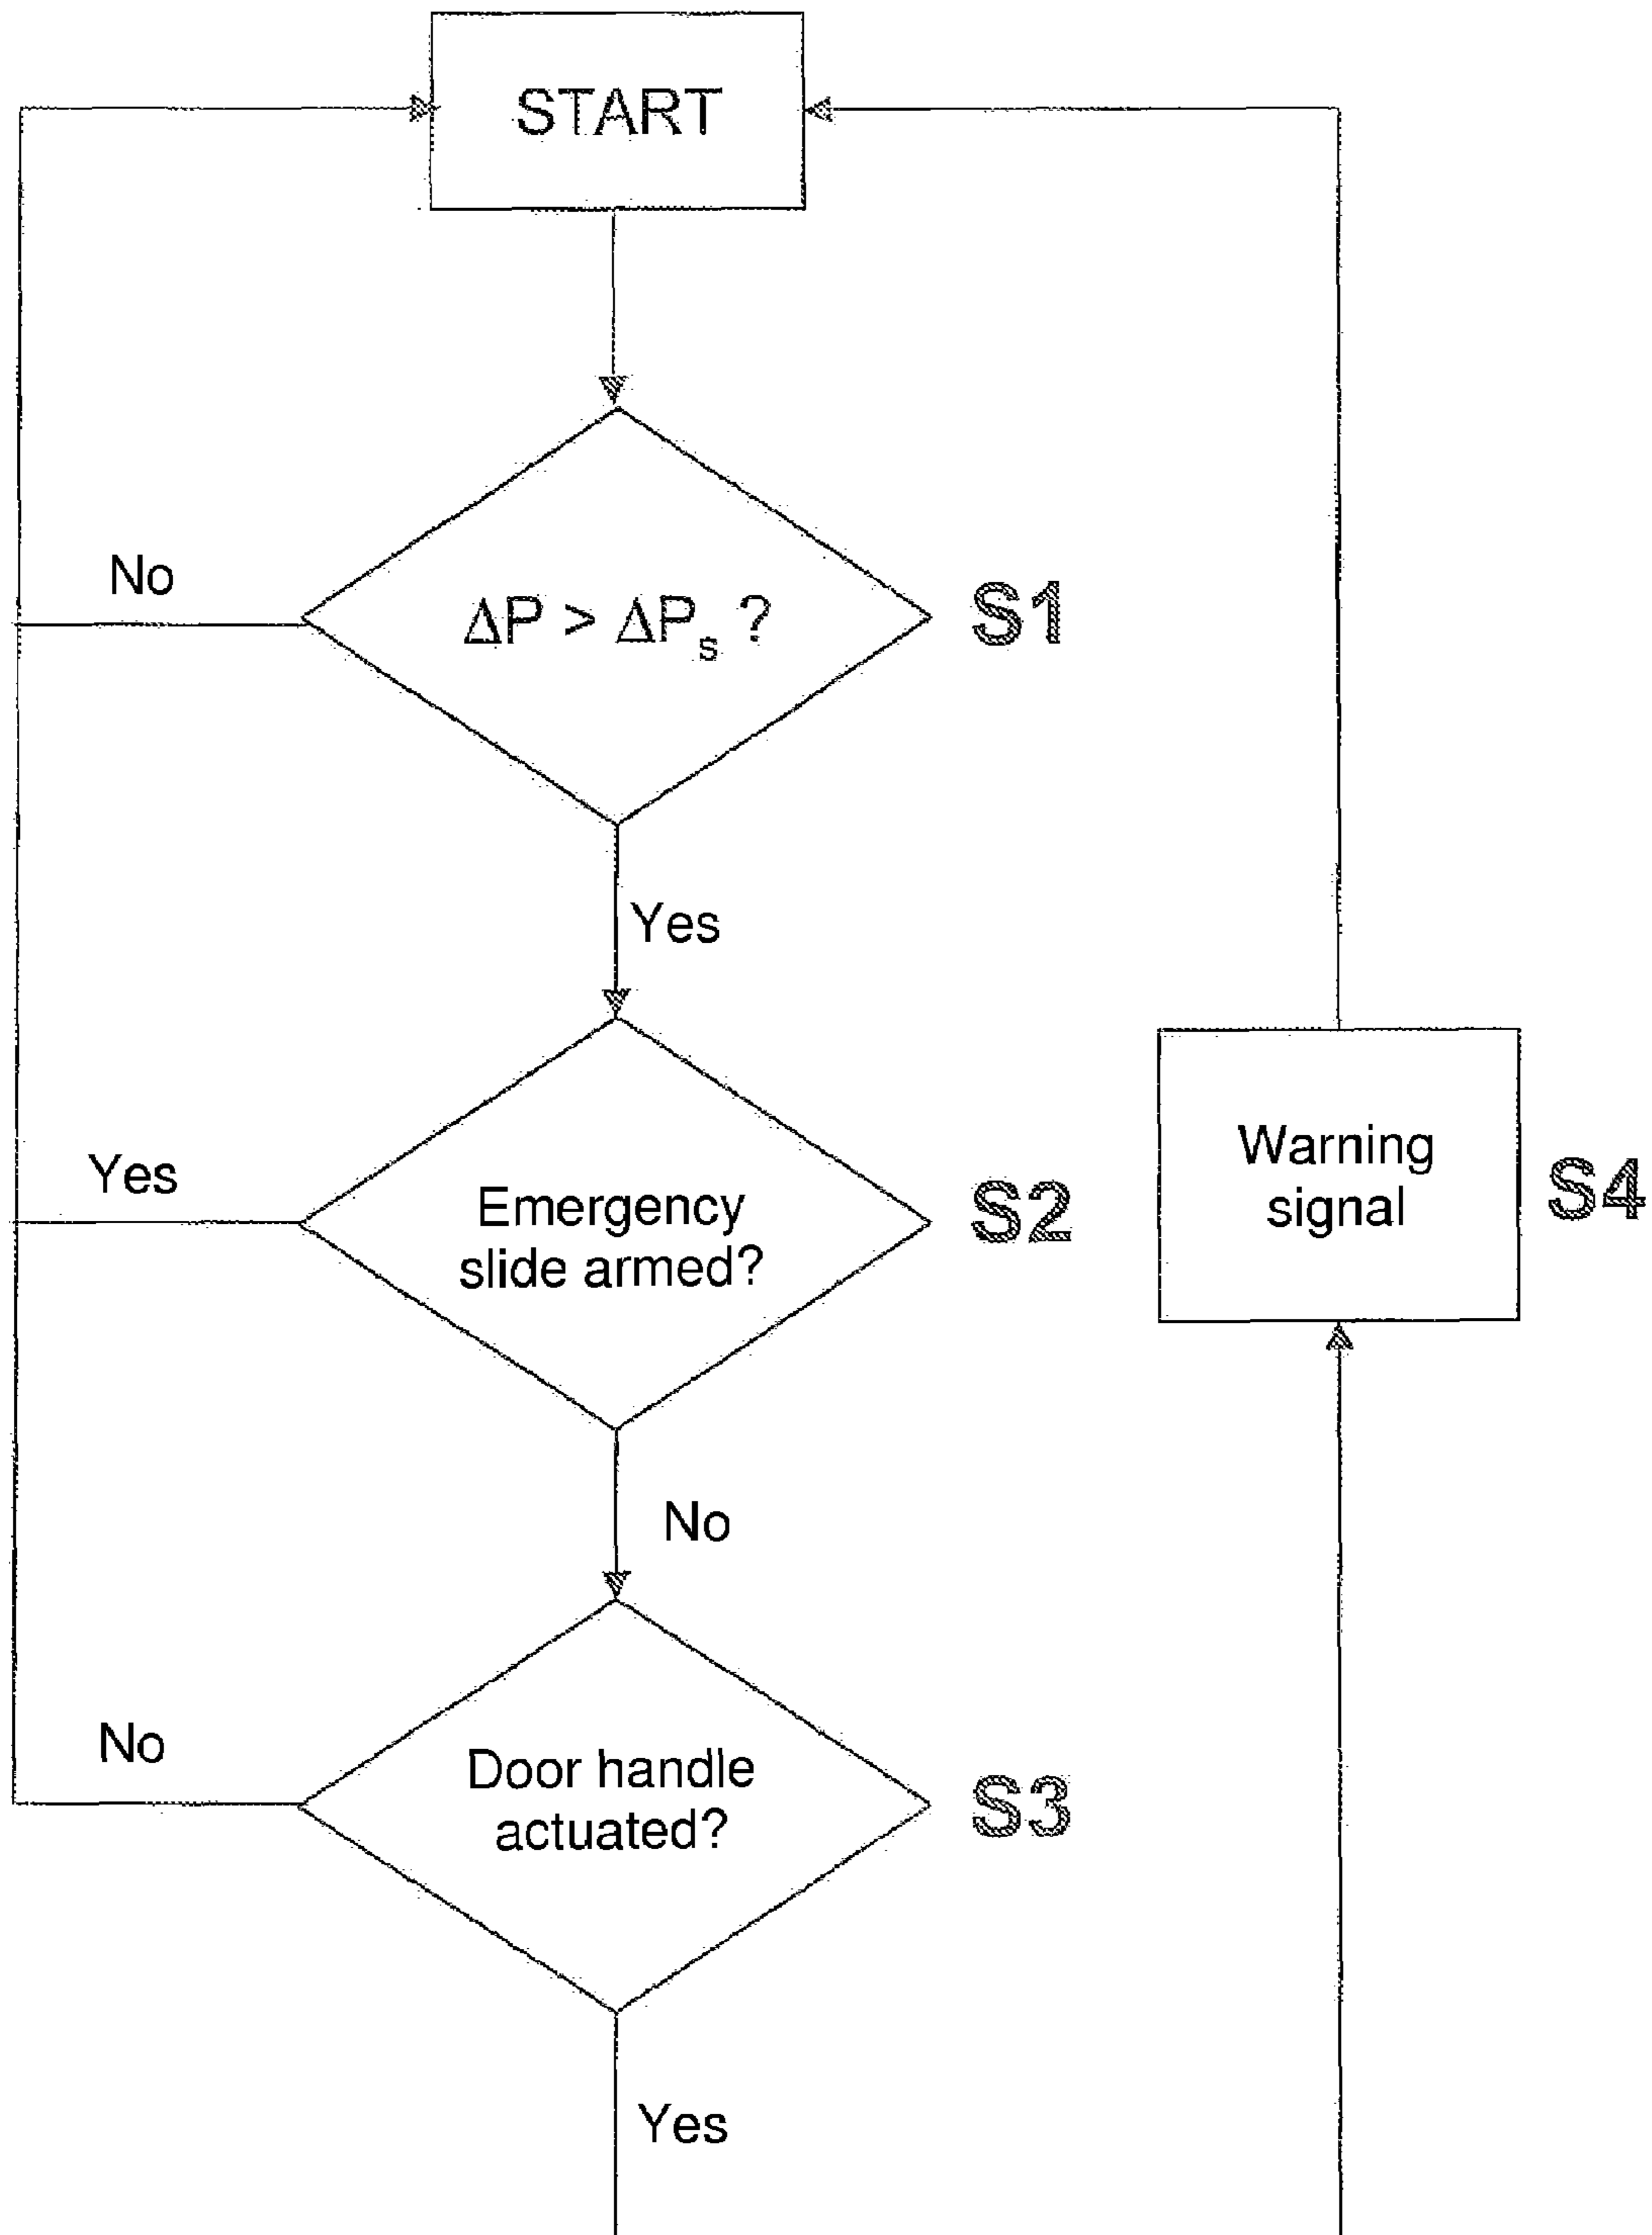 START
No
ΔP > ΔPₛ ?
S1
Yes
Yes
Emergency
slide armed?
S2
Warning
signal
S4
No
No
Door handle
actuated?
S3
Yes